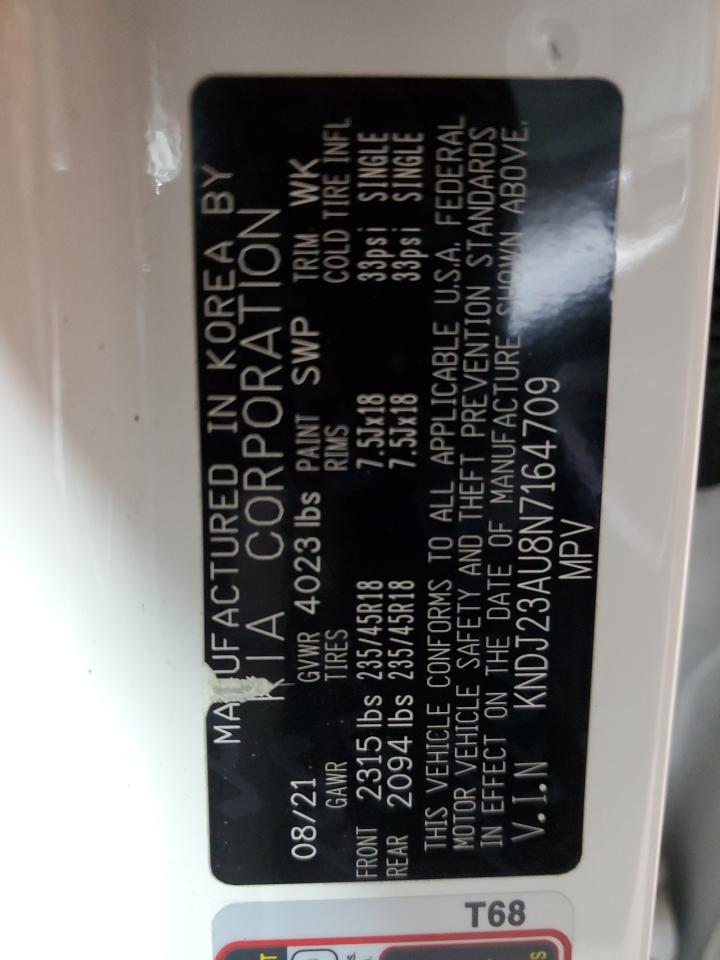 MANUFACTURED IN KOREA BY
KIA CORPORATION
08/21 GVWR 4023 lbs PAINT SWP TRIM WK
GAWR TIRES RIMS COLD TIRE INFL
FRONT 2315 lbs 235/45R18 7.5Jx18 33psi SINGLE
REAR 2094 lbs 235/45R18 7.5Jx18 33psi SINGLE
THIS VEHICLE CONFORMS TO ALL APPLICABLE U.S.A. FEDERAL
MOTOR VEHICLE SAFETY AND THEFT PREVENTION STANDARDS
IN EFFECT ON THE DATE OF MANUFACTURE SHOWN ABOVE.
V.I.N KNDJ23AU8N7164709
MPV
T68